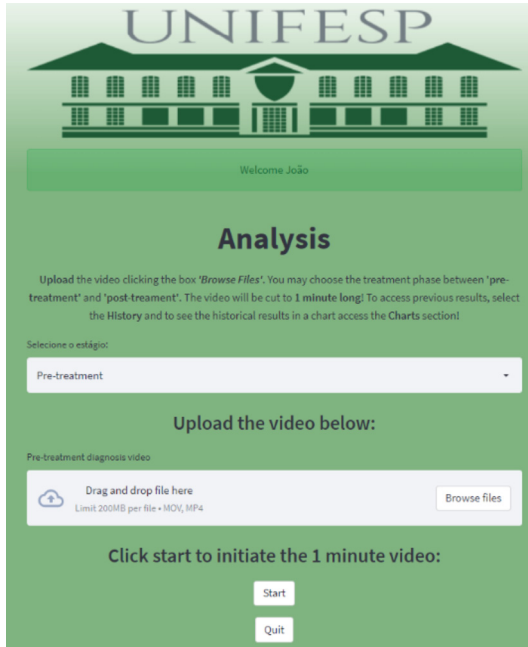 UNIFESP
Welcome João
Analysis
Upload the video clicking the box 'Browse Files'. You may choose the treatment phase between 'pre-
treatment' and 'post-treament'. The video will be cut to 1 minute long! To access previous results, select
the History and to see the historical results in a chart access the Charts section!
Selecione o estágio:
Pre-treatment
Upload the video below:
Pre-treatment diagnosis video
Drag and drop file here
Limit 200MB per file • MOV, MP4
Browse files
Click start to initiate the 1 minute video:
Start
Quit